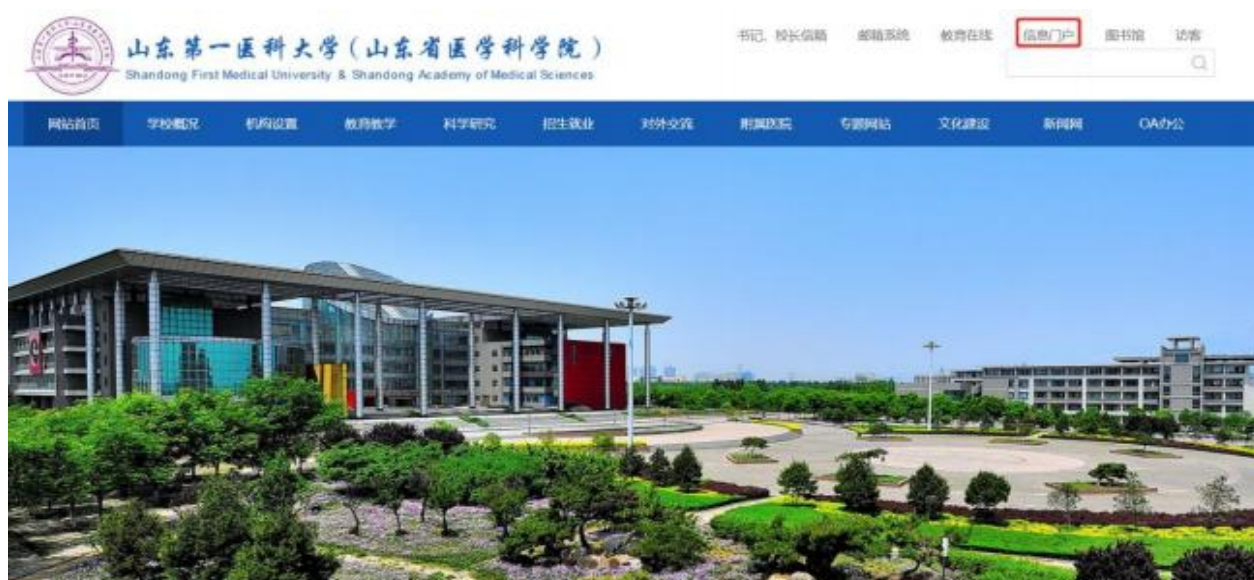 山东第一医科大学(山东省医学科学院)
Shandong First Medical University & Shandong Academy of Medical Sciences
书记、校长信箱 邮箱系统 教育在线 信息门户 图书馆 访客
网站首页 学校概况 机构设置 教育教学 科学研究 招生就业 对外交流 附属医院 专题网站 文化建设 新闻网 OA办公